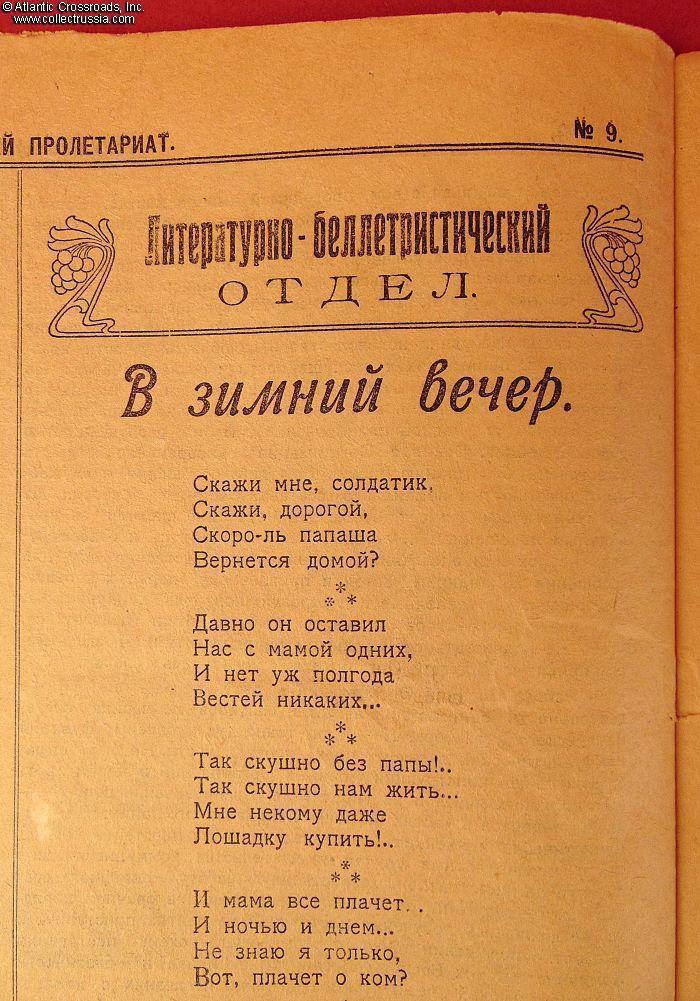 © Atlantic Crossroads, Inc.
www.collectrussia.com
Й ПРОЛЕТАРИАТ.
№ 9.
Литературно-беллетристический
ОТДЕЛ.
В зимний вечер.
Скажи мне, солдатик,
Скажи, дорогой,
Скоро-ль папаша
Вернется домой?
***
Давно он оставил
Нас с мамой одних,
И нет уж полгода
Вестей никаких...
***
Так скушно без папы!..
Так скушно нам жить...
Мне некому даже
Лошадку купить!..
***
И мама все плачет. .
И ночью и днем...
Не знаю я только,
Вот, плачет о ком?